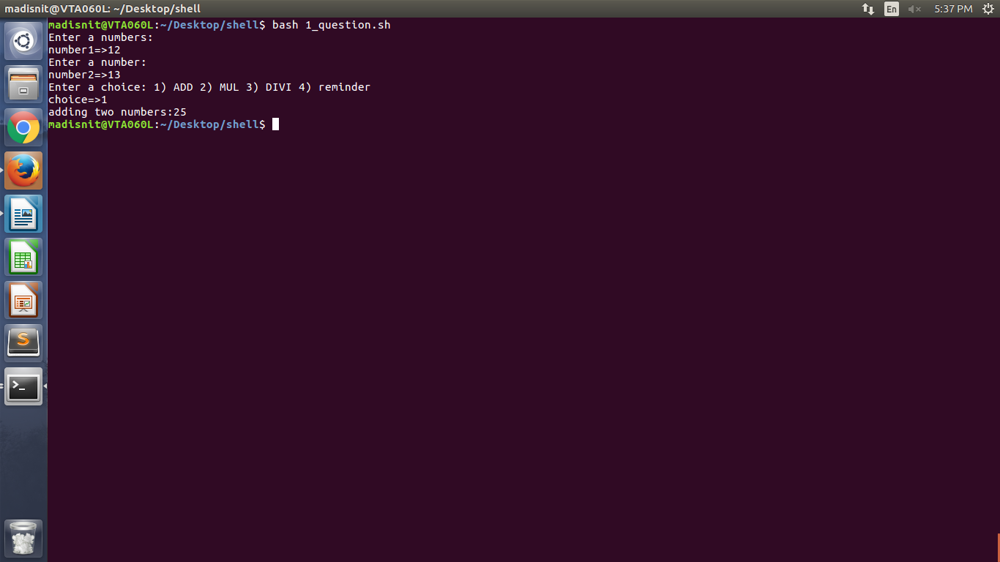 madisnit@VTA060L: ~/Desktop/shell
En
5:37 PM
madisnit@VTA060L:~/Desktop/shell$ bash 1_question.sh
Enter a numbers:
number1=>12
Enter a number:
number2=>13
Enter a choice: 1) ADD 2) MUL 3) DIVI 4) reminder
choice=>1
adding two numbers:25
madisnit@VTA060L:~/Desktop/shell$